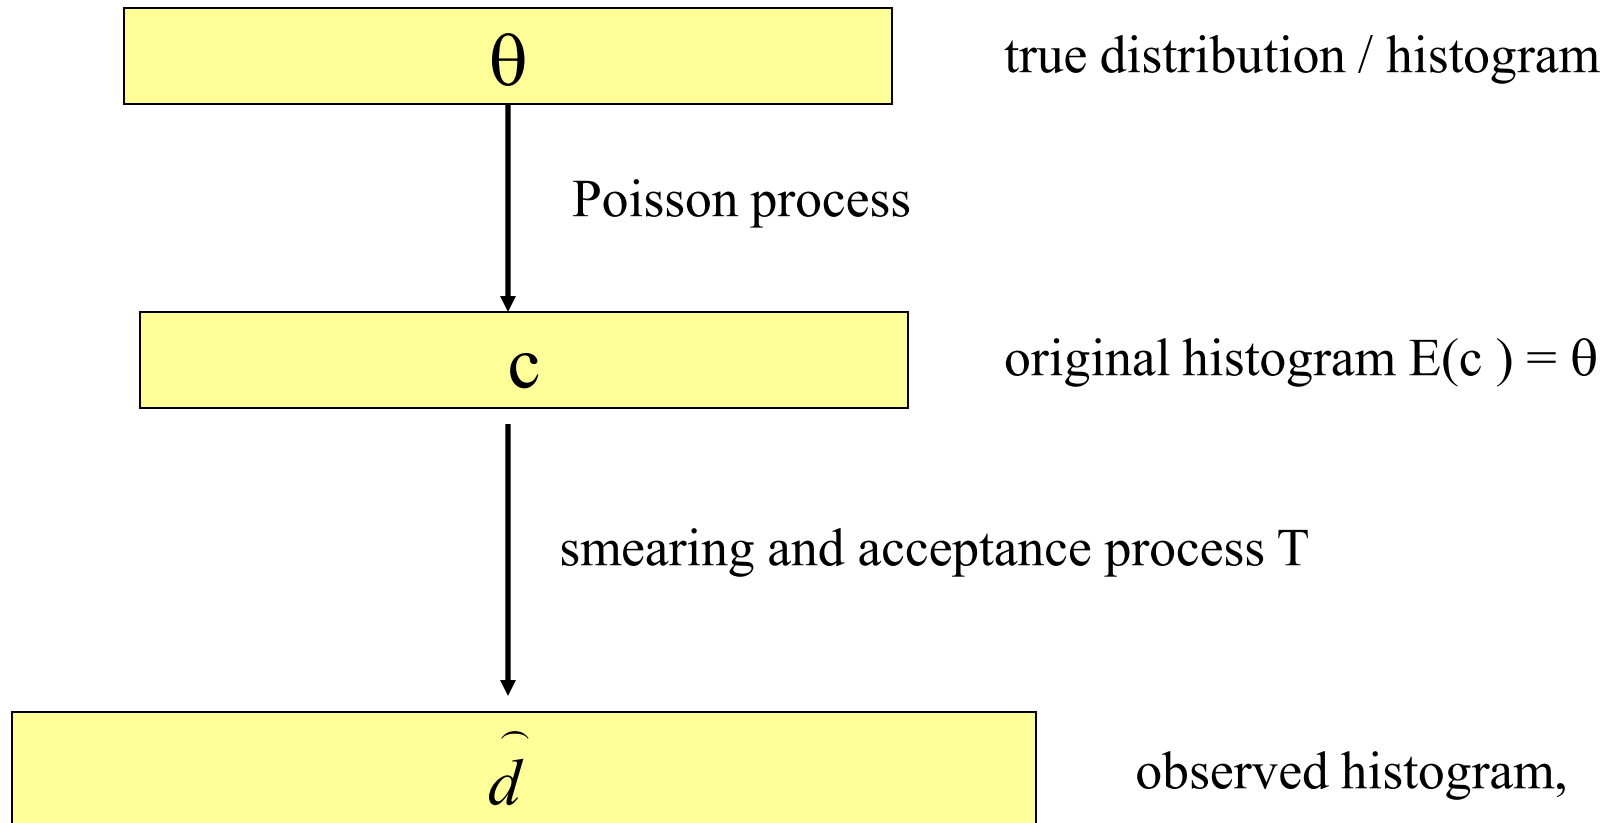 θ
true distribution / histogram
Poisson process
c
original histogram E(c ) = θ
smearing and acceptance process T
d̑
observed histogram,